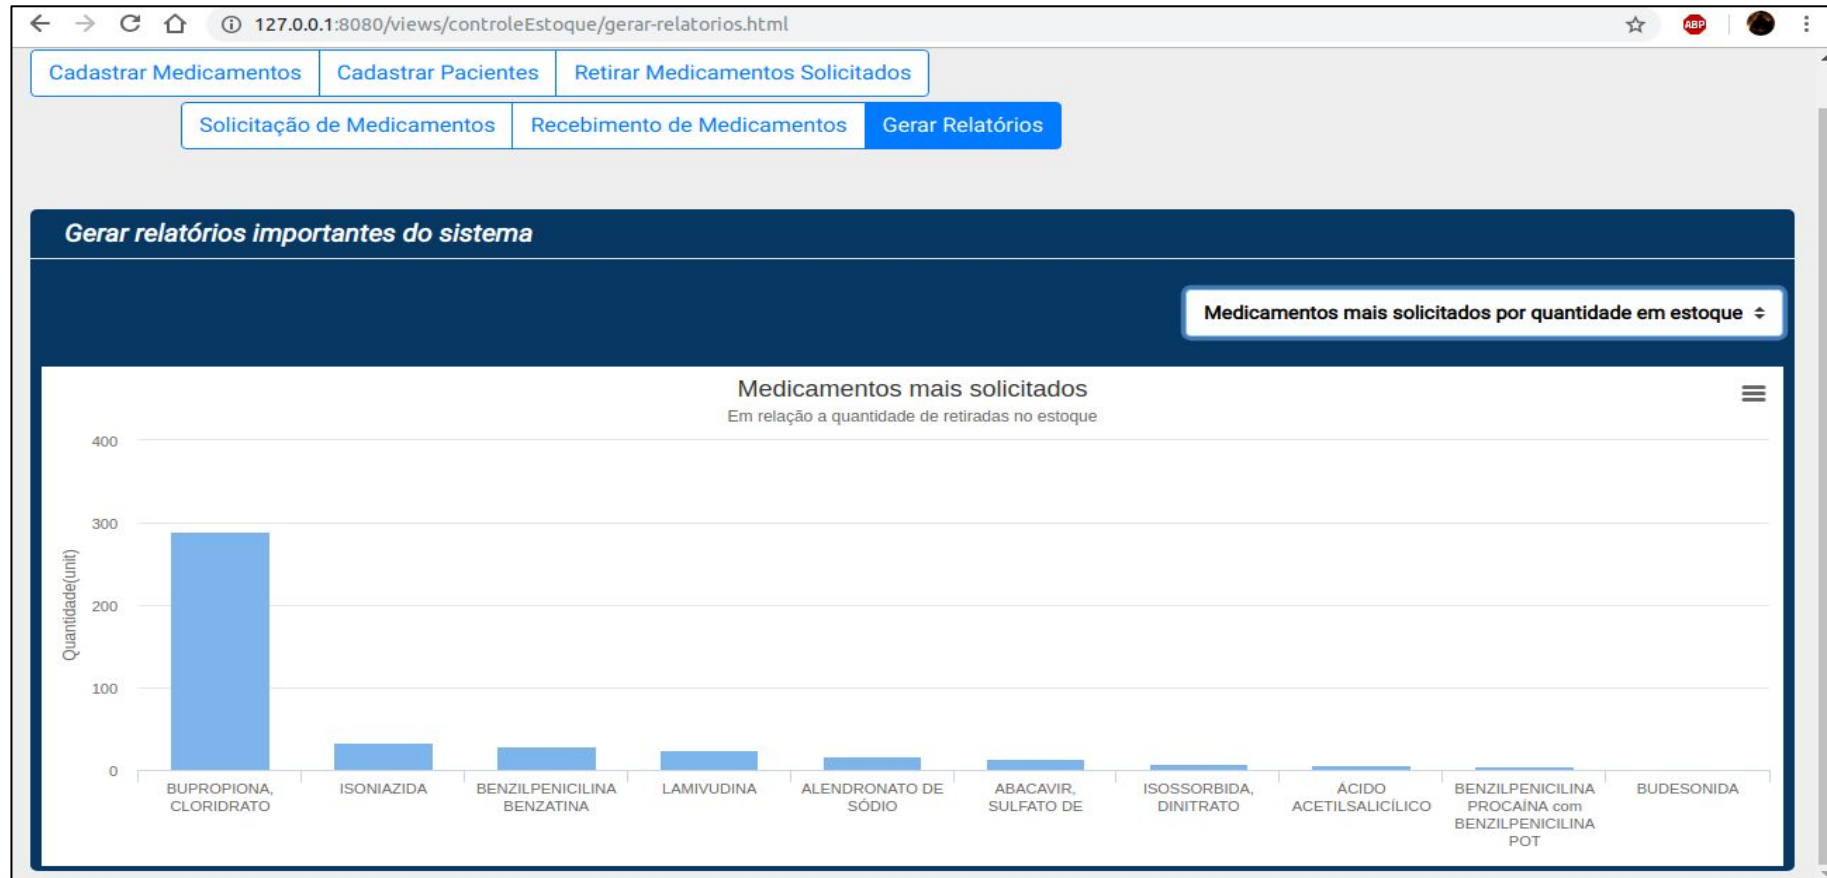 127.0.0.1:8080/views/controleEstoque/gerar-relatorios.html
ABP
Cadastrar Medicamentos Cadastrar Pacientes Retirar Medicamentos Solicitados
Solicitação de Medicamentos Recebimento de Medicamentos Gerar Relatórios
Gerar relatórios importantes do sistema
Medicamentos mais solicitados por quantidade em estoque
Medicamentos mais solicitados
Em relação a quantidade de retiradas no estoque
Quantidade(unit)
400
300
200
100
0
BUPROPIONA,
CLORIDRATO
ISONIAZIDA
BENZILPENICILINA
BENZATINA
LAMIVUDINA
ALENDRONATO DE
SÓDIO
ABACAVIR,
SULFATO DE
ISOSSORBIDA,
DINITRATO
ÁCIDO
ACETILSALICÍLICO
BENZILPENICILINA
PROCAÍNA com
BENZILPENICILINA
POT
BUDESONIDA